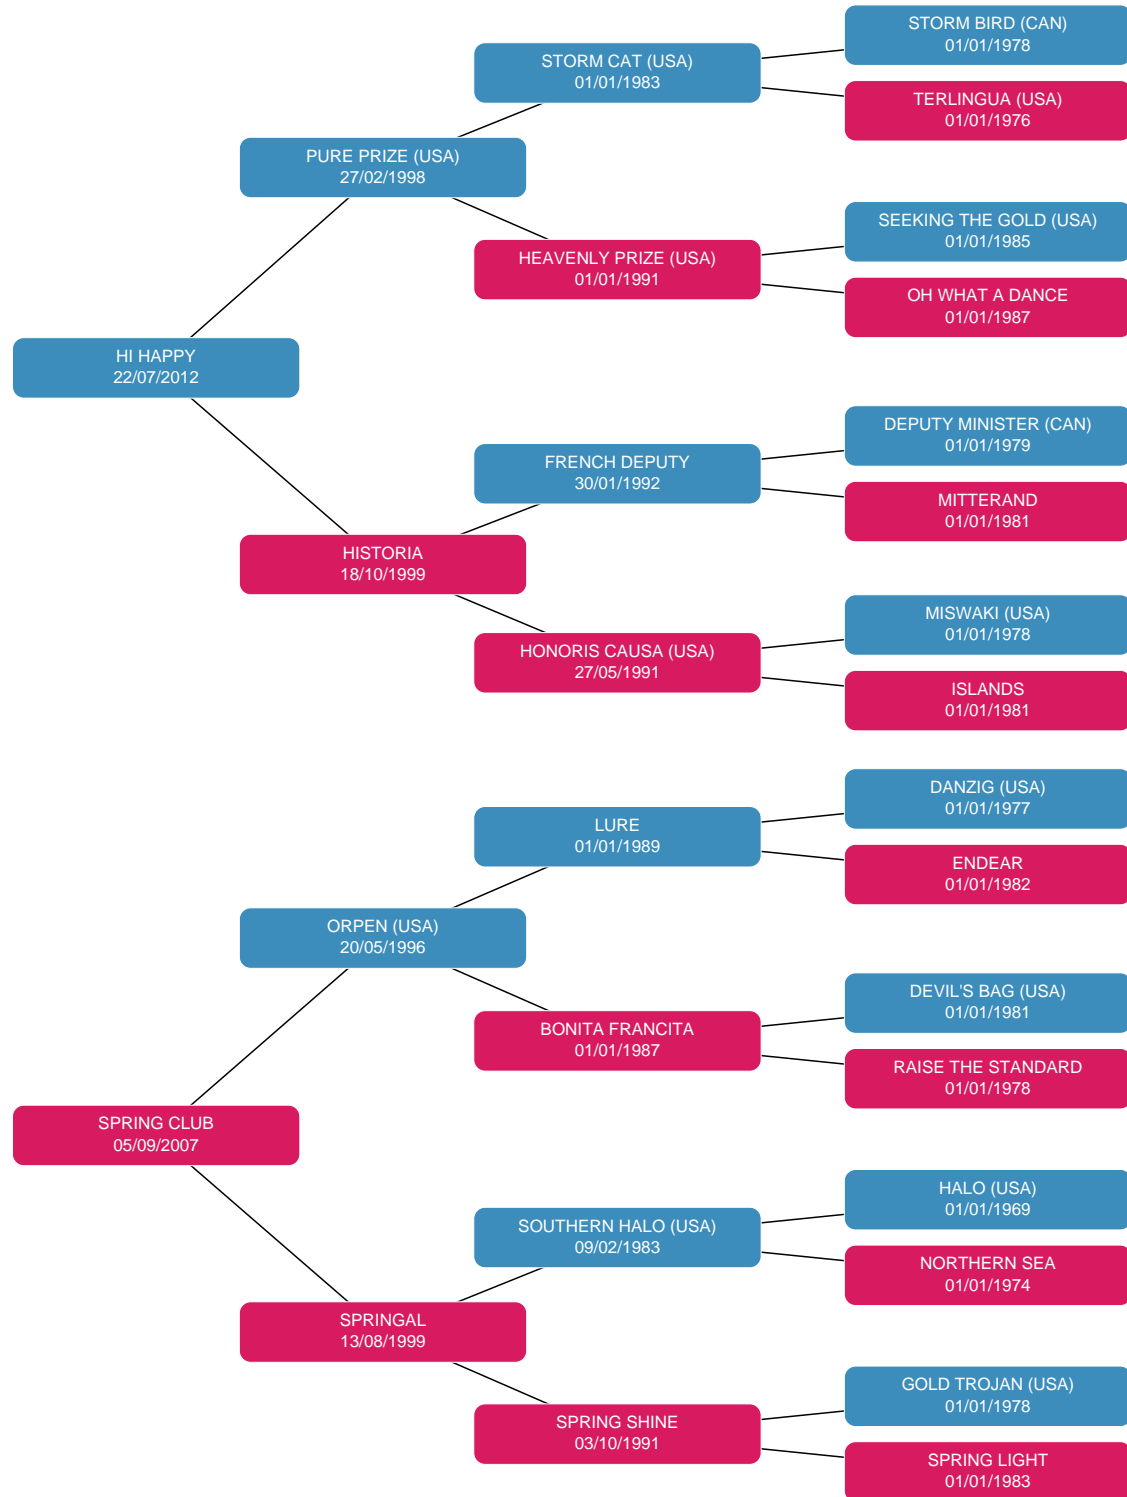 STORM BIRD (CAN)
01/01/1978
STORM CAT (USA)
01/01/1983
TERLINGUA (USA)
01/01/1976
PURE PRIZE (USA)
27/02/1998
SEEKING THE GOLD (USA)
01/01/1985
HEAVENLY PRIZE (USA)
01/01/1991
OH WHAT A DANCE
01/01/1987
HI HAPPY
22/07/2012
DEPUTY MINISTER (CAN)
01/01/1979
FRENCH DEPUTY
30/01/1992
MITTERAND
01/01/1981
HISTORIA
18/10/1999
MISWAKI (USA)
01/01/1978
HONORIS CAUSA (USA)
27/05/1991
ISLANDS
01/01/1981
DANZIG (USA)
01/01/1977
LURE
01/01/1989
ENDEAR
01/01/1982
ORPEN (USA)
20/05/1996
DEVIL'S BAG (USA)
01/01/1981
BONITA FRANCITA
01/01/1987
RAISE THE STANDARD
01/01/1978
SPRING CLUB
05/09/2007
HALO (USA)
01/01/1969
SOUTHERN HALO (USA)
09/02/1983
NORTHERN SEA
01/01/1974
SPRINGAL
13/08/1999
GOLD TROJAN (USA)
01/01/1978
SPRING SHINE
03/10/1991
SPRING LIGHT
01/01/1983